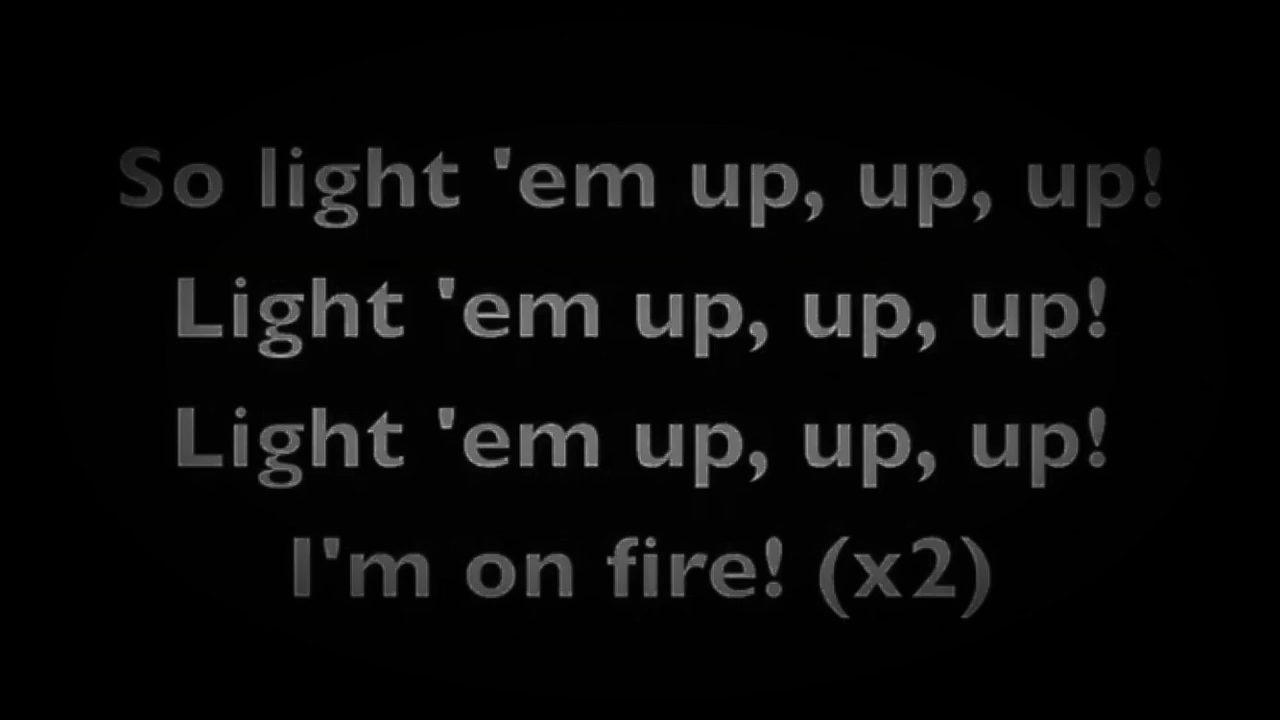 So light 'em up, up, up!
Light 'em up, up, up!
Light 'em up, up, up!
I'm on fire! (x2)